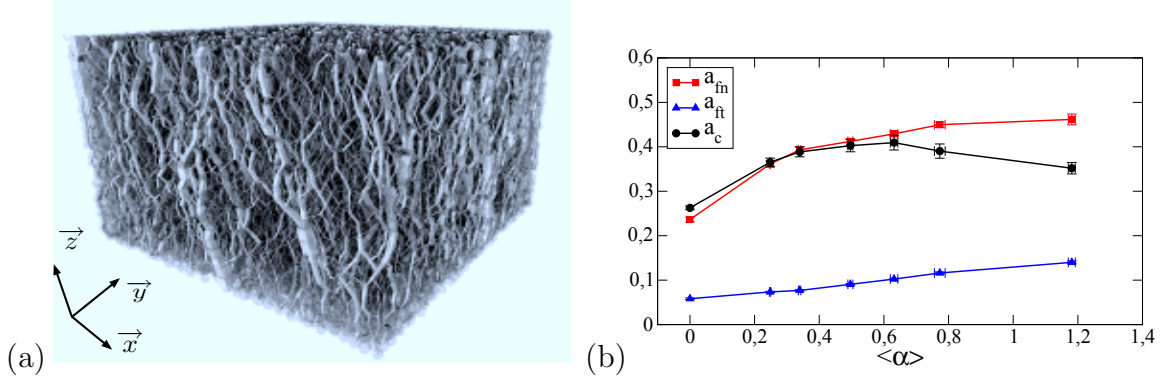 (a)
z
y
x
(b)
0,6
0,5
0,4
0,3
0,2
0,1
0
a_fn
a_ft
a_c
0 0,2 0,4 0,6 0,8 1 1,2 1,4
<α>